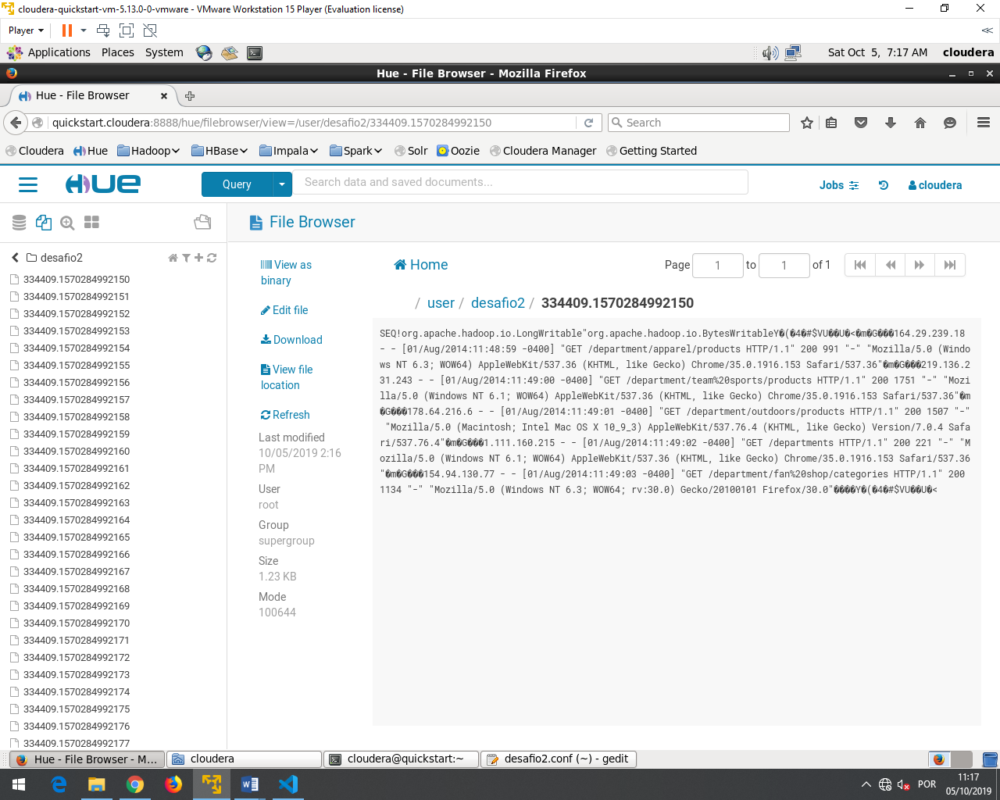 cloudera-quickstart-vm-5.13.0-0-vmware - VMware Workstation 15 Player (Evaluation license)
Player
Applications Places System
Sat Oct 5, 7:17 AM cloudera
Hue - File Browser - Mozilla Firefox
Hue - File Browser
quickstart.cloudera:8888/hue/filebrowser/view=/user/desafio2/334409.1570284992150
Search
Cloudera Hue Hadoop HBase Impala Spark Solr Oozie Cloudera Manager Getting Started
HUE
Query
Search data and saved documents...
Jobs
cloudera
File Browser
desafio2
334409.1570284992150
334409.1570284992151
334409.1570284992152
334409.1570284992153
334409.1570284992154
334409.1570284992155
334409.1570284992156
334409.1570284992157
334409.1570284992158
334409.1570284992159
334409.1570284992160
334409.1570284992161
334409.1570284992162
334409.1570284992163
334409.1570284992164
334409.1570284992165
334409.1570284992166
334409.1570284992167
334409.1570284992168
334409.1570284992169
334409.1570284992170
334409.1570284992171
334409.1570284992172
334409.1570284992173
334409.1570284992174
334409.1570284992175
334409.1570284992176
334409.1570284992177
View as
binary
Edit file
Download
View file
location
Refresh
Last modified
10/05/2019 2:16
PM
User
root
Group
supergroup
Size
1.23 KB
Mode
100644
Home
Page 1 to 1 of 1
/ user / desafio2 / 334409.1570284992150
SEQ!org.apache.hadoop.io.LongWritable"org.apache.hadoop.io.BytesWritableY�(�4�#$VU��U�<�m�G���164.29.239.18
- - [01/Aug/2014:11:48:59 -0400] "GET /department/apparel/products HTTP/1.1" 200 991 "-" "Mozilla/5.0 (Windo
ws NT 6.3; WOW64) AppleWebKit/537.36 (KHTML, like Gecko) Chrome/35.0.1916.153 Safari/537.36"�m�G���219.136.2
31.243 - - [01/Aug/2014:11:49:00 -0400] "GET /department/team%20sports/products HTTP/1.1" 200 1751 "-" "Mozi
lla/5.0 (Windows NT 6.1; WOW64) AppleWebKit/537.36 (KHTML, like Gecko) Chrome/35.0.1916.153 Safari/537.36"�m
�G���178.64.216.6 - - [01/Aug/2014:11:49:01 -0400] "GET /department/outdoors/products HTTP/1.1" 200 1507 "-"
"Mozilla/5.0 (Macintosh; Intel Mac OS X 10_9_3) AppleWebKit/537.76.4 (KHTML, like Gecko) Version/7.0.4 Safa
ri/537.76.4"�m�G���1.111.160.215 - - [01/Aug/2014:11:49:02 -0400] "GET /departments HTTP/1.1" 200 221 "-" "M
ozilla/5.0 (Windows NT 6.1; WOW64) AppleWebKit/537.36 (KHTML, like Gecko) Chrome/35.0.1916.153 Safari/537.36
"�m�G���154.94.130.77 - - [01/Aug/2014:11:49:03 -0400] "GET /department/fan%20shop/categories HTTP/1.1" 200
1134 "-" "Mozilla/5.0 (Windows NT 6.3; WOW64; rv:30.0) Gecko/20100101 Firefox/30.0"����Y�(�4�#$VU��U�<
Hue - File Browser - M...
cloudera
cloudera@quickstart:~
desafio2.conf (~) - gedit
POR
11:17
05/10/2019